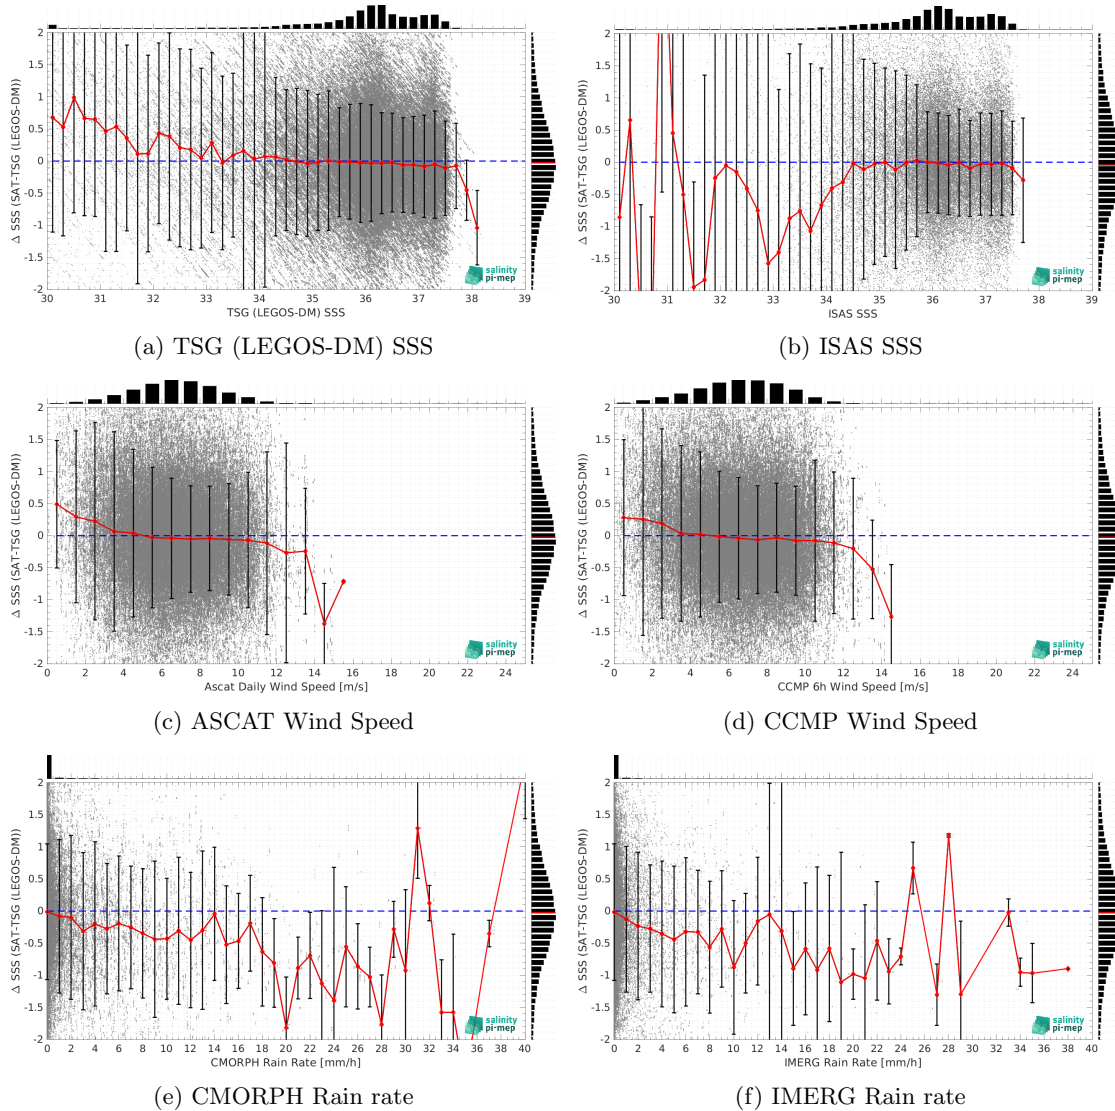 2
1.5
1
0.5
0
-0.5
-1
-1.5
-2
Δ SSS (SAT-TSG (LEGOS-DM))
30 31 32 33 34 35 36 37 38 39
TSG (LEGOS-DM) SSS
salinity
pi-mep
(a) TSG (LEGOS-DM) SSS
2
1.5
1
0.5
0
-0.5
-1
-1.5
-2
Δ SSS (SAT-TSG (LEGOS-DM))
30 31 32 33 34 35 36 37 38 39
ISAS SSS
salinity
pi-mep
(b) ISAS SSS
2
1.5
1
0.5
0
-0.5
-1
-1.5
-2
Δ SSS (SAT-TSG (LEGOS-DM))
0 2 4 6 8 10 12 14 16 18 20 22 24
Ascat Daily Wind Speed [m/s]
salinity
pi-mep
(c) ASCAT Wind Speed
2
1.5
1
0.5
0
-0.5
-1
-1.5
-2
Δ SSS (SAT-TSG (LEGOS-DM))
0 2 4 6 8 10 12 14 16 18 20 22 24
CCMP 6h Wind Speed [m/s]
salinity
pi-mep
(d) CCMP Wind Speed
2
1.5
1
0.5
0
-0.5
-1
-1.5
-2
Δ SSS (SAT-TSG (LEGOS-DM))
0 2 4 6 8 10 12 14 16 18 20 22 24 26 28 30 32 34 36 38 40
CMORPH Rain Rate [mm/h]
salinity
pi-mep
(e) CMORPH Rain rate
2
1.5
1
0.5
0
-0.5
-1
-1.5
-2
Δ SSS (SAT-TSG (LEGOS-DM))
0 2 4 6 8 10 12 14 16 18 20 22 24 26 28 30 32 34 36 38 40
IMERG Rain Rate [mm/h]
salinity
pi-mep
(f) IMERG Rain rate